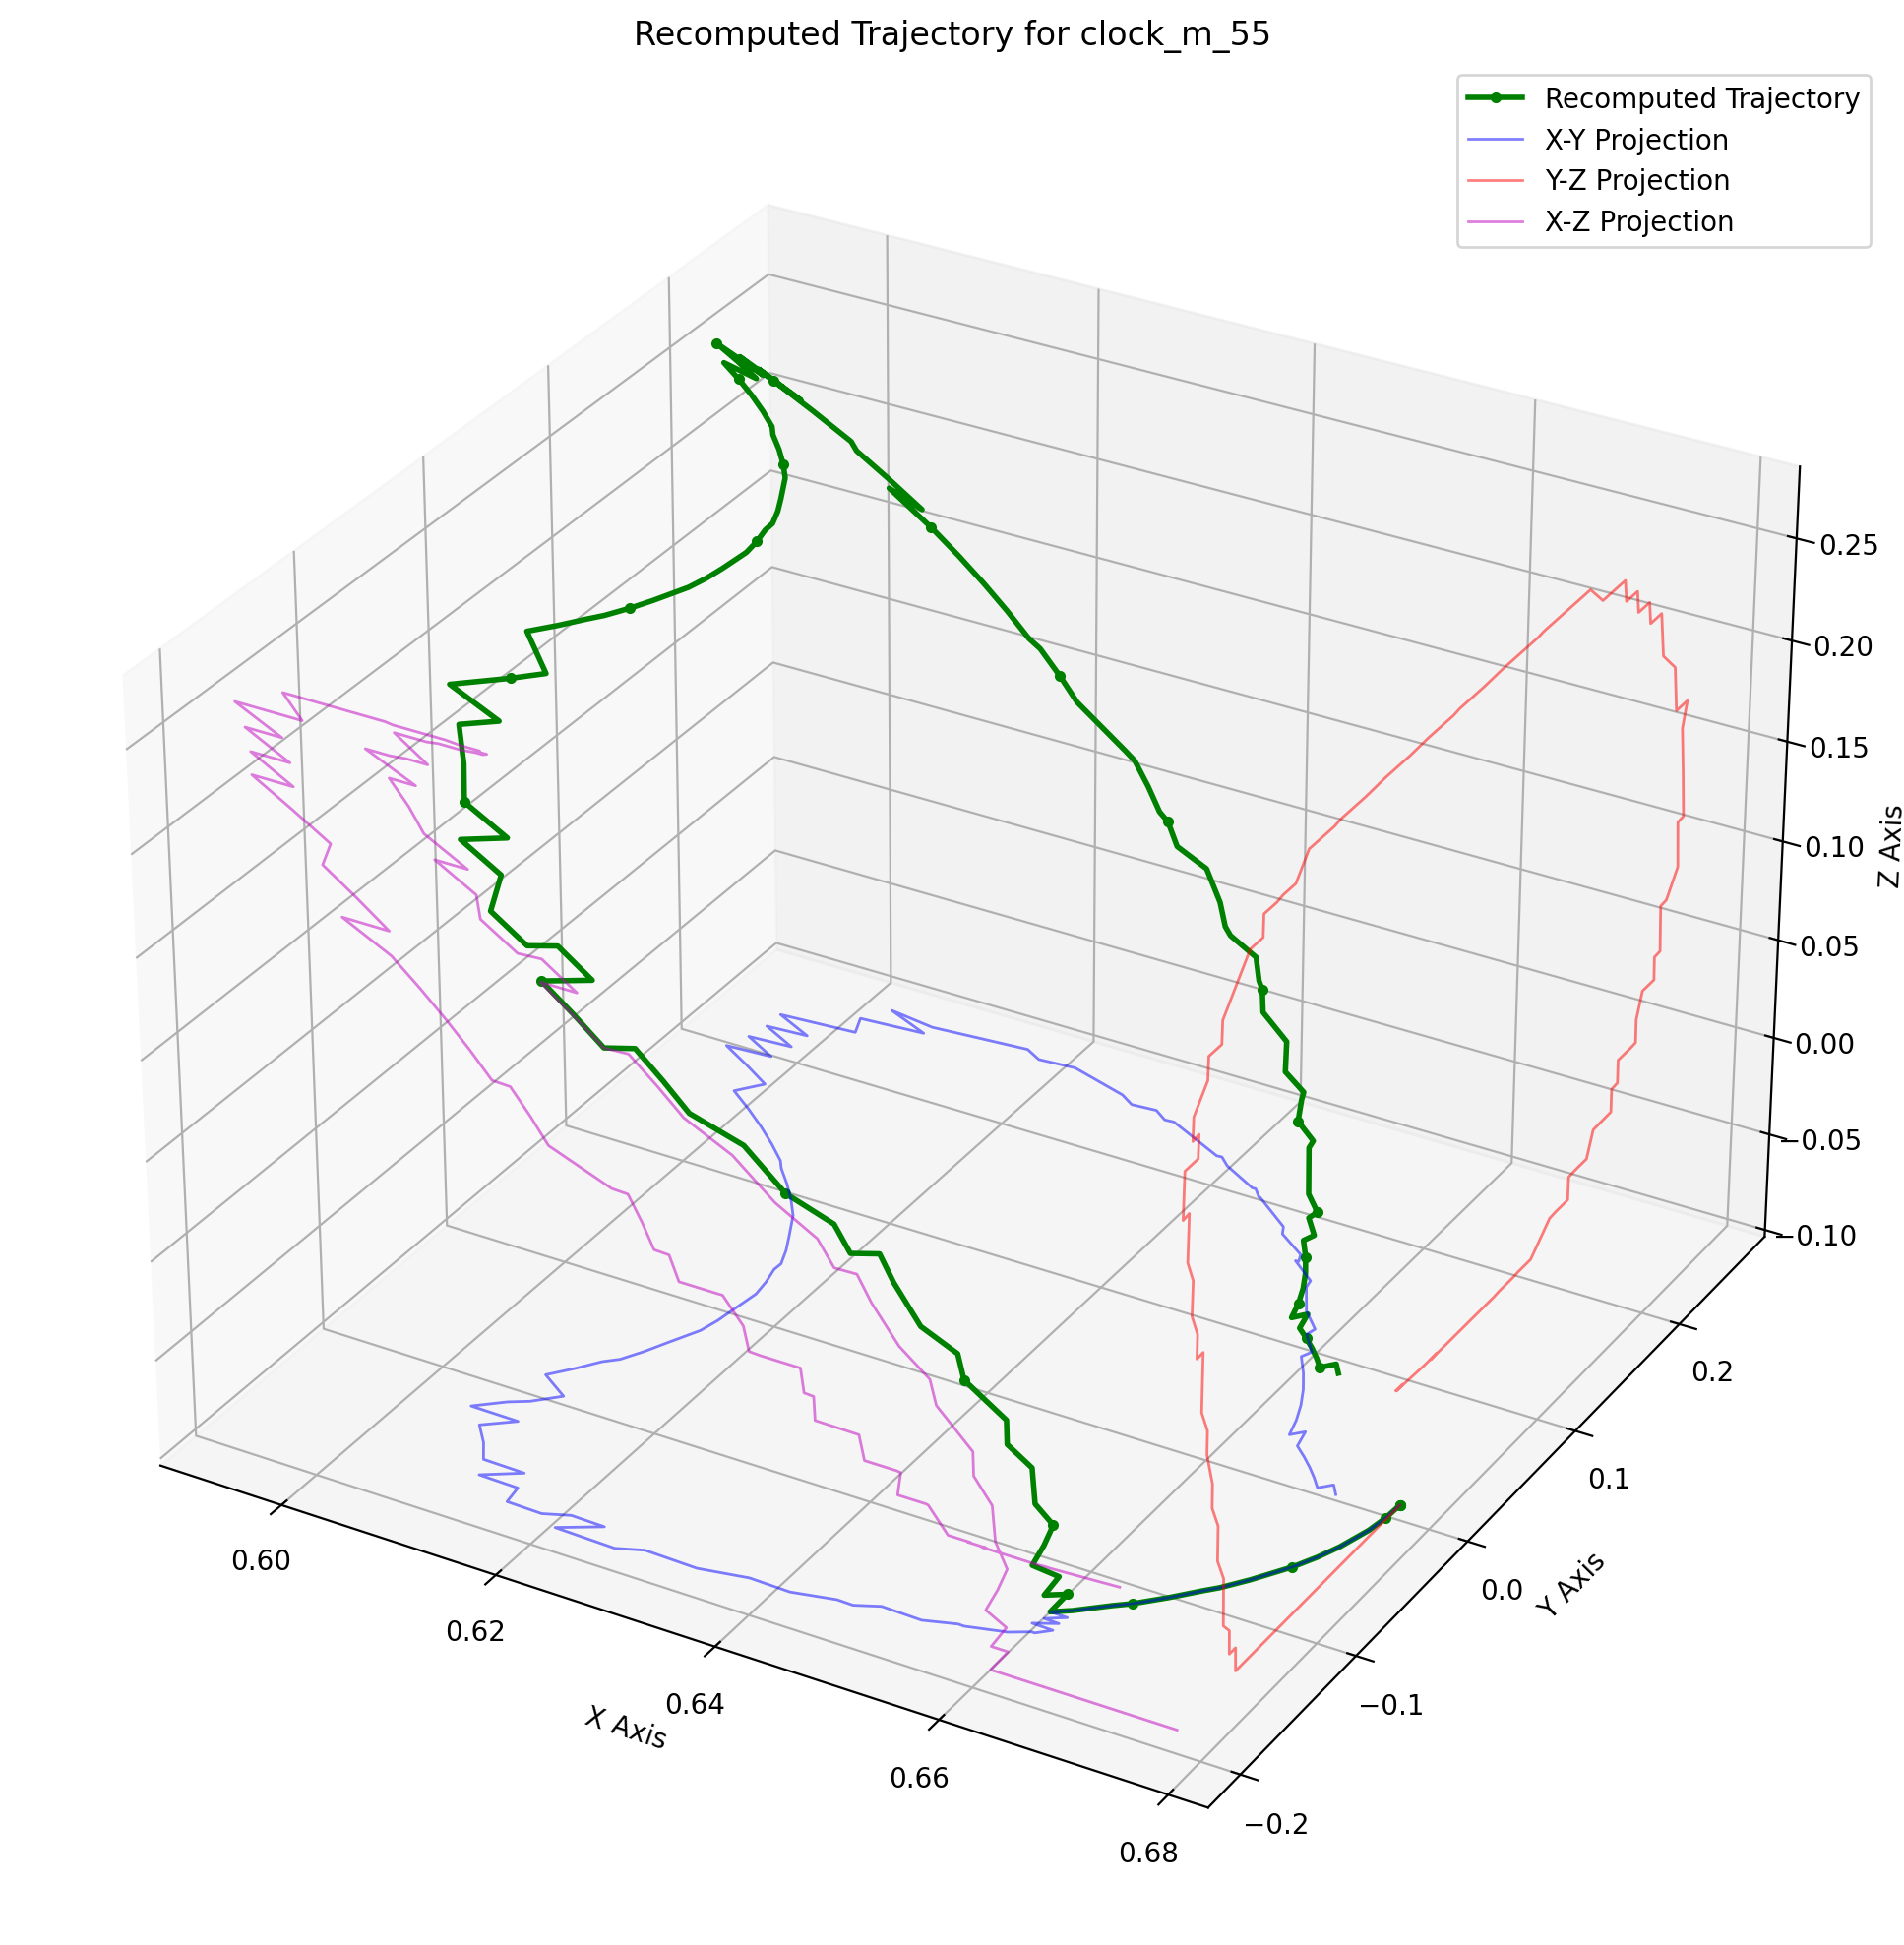 Recomputed Trajectory for clock_m_55
Recomputed Trajectory
X-Y Projection
Y-Z Projection
X-Z Projection
0.25
0.20
0.15
0.10
0.05
0.00
−0.05
−0.10
Z Axis
0.2
0.1
0.0
−0.1
−0.2
Y Axis
0.60
0.62
0.64
0.66
0.68
X Axis